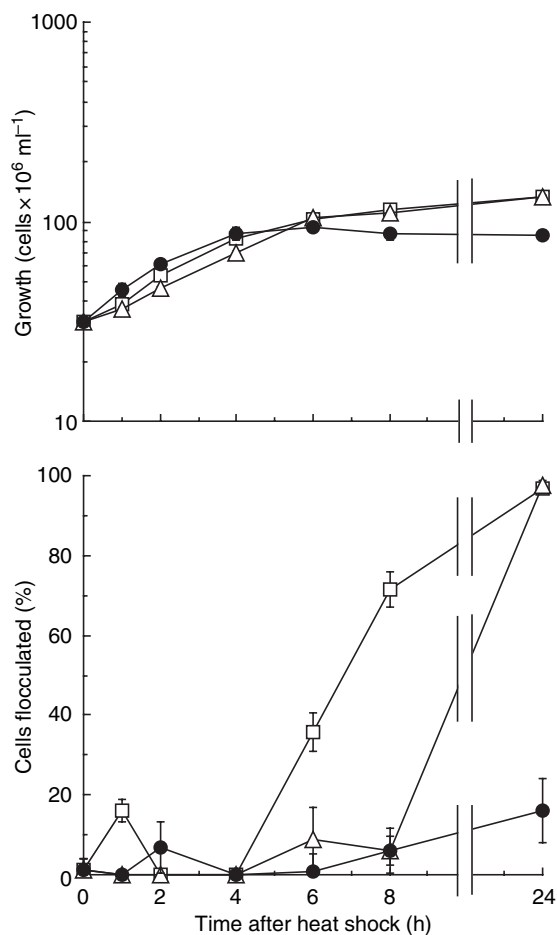 1000
100
10
Growth (cells × 10⁶ ml⁻¹)
100
80
60
40
20
0
Cells flocculated (%)
0 2 4 6 8 24
Time after heat shock (h)